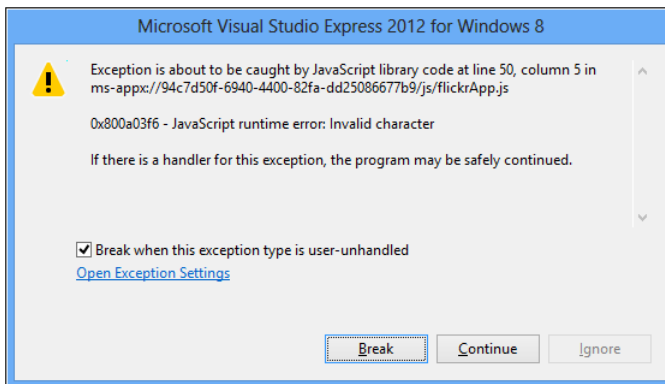 Microsoft Visual Studio Express 2012 for Windows 8
Exception is about to be caught by JavaScript library code at line 50, column 5 in
ms-appx://94c7d50f-6940-4400-82fa-dd25086677b9/js/flickrApp.js
0x800a03f6 - JavaScript runtime error: Invalid character
If there is a handler for this exception, the program may be safely continued.
Break when this exception type is user-unhandled
Open Exception Settings
Break Continue Ignore